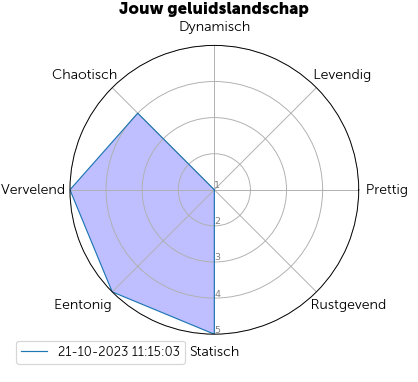 Jouw geluidslandschap
Dynamisch
Chaotisch
Levendig
Vervelend
1
Prettig
2
3
4
Eentonig
Rustgevend
5
21-10-2023 11:15:03
Statisch